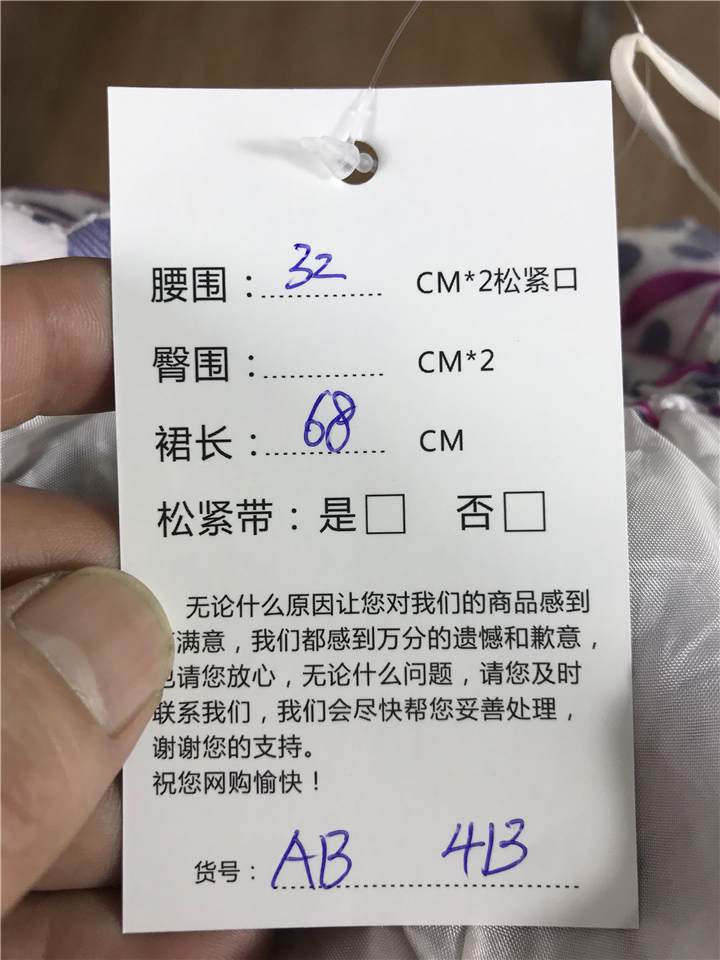 腰围：32 CM*2松紧口
臀围： CM*2
裙长：68 CM
松紧带：是□ 否□
无论什么原因让您对我们的商品感到
满意，我们都感到万分的遗憾和歉意，
也请您放心，无论什么问题，请您及时
联系我们，我们会尽快帮您妥善处理，
谢谢您的支持。
祝您网购愉快！
货号：AB 4B